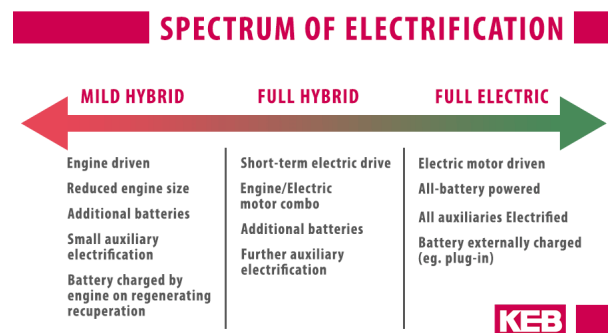 SPECTRUM OF ELECTRIFICATION
MILD HYBRID
Engine driven
Reduced engine size
Additional batteries
Small auxiliary
electrification
Battery charged by
engine on regenerating
recuperation
FULL HYBRID
Short-term electric drive
Engine/Electric
motor combo
Additional batteries
Further auxiliary
electrification
FULL ELECTRIC
Electric motor driven
All-battery powered
All auxiliaries Electrified
Battery externally charged
(eg. plug-in)
KEB